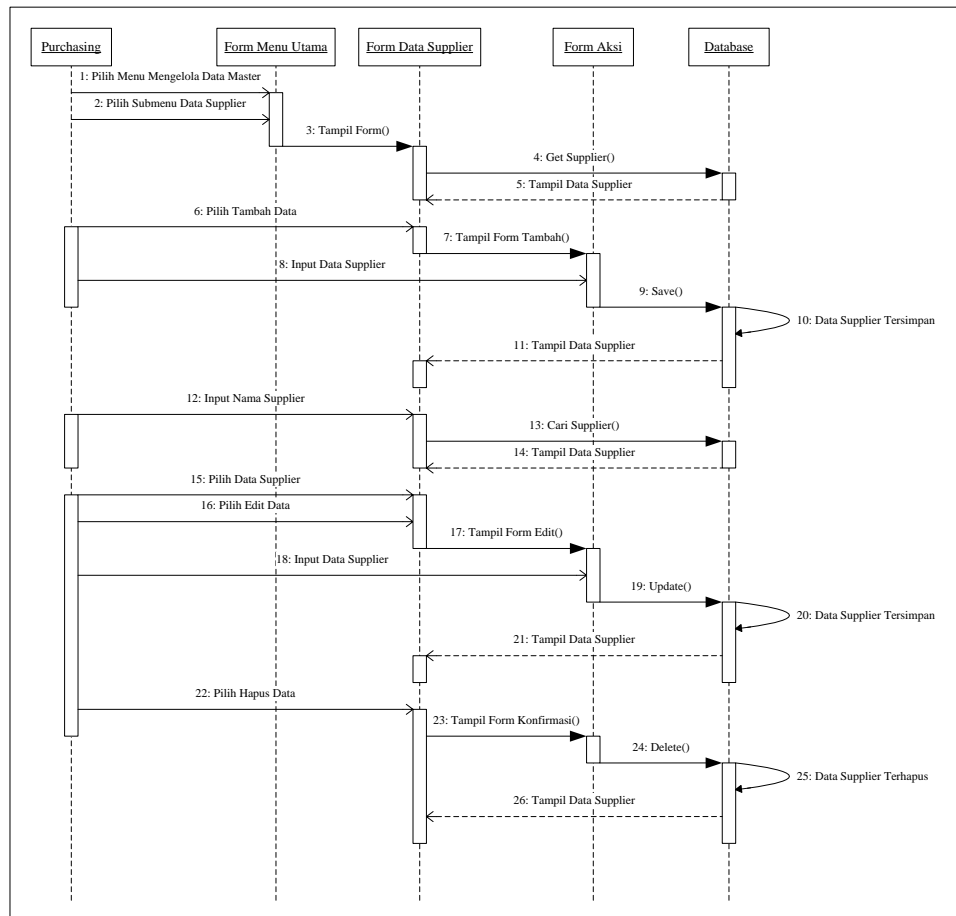 Purchasing
Form Menu Utama
Form Data Supplier
Form Aksi
Database
1: Pilih Menu Mengelola Data Master
2: Pilih Submenu Data Supplier
3: Tampil Form()
4: Get Supplier()
5: Tampil Data Supplier
6: Pilih Tambah Data
7: Tampil Form Tambah()
8: Input Data Supplier
9: Save()
10: Data Supplier Tersimpan
11: Tampil Data Supplier
12: Input Nama Supplier
13: Cari Supplier()
14: Tampil Data Supplier
15: Pilih Data Supplier
16: Pilih Edit Data
17: Tampil Form Edit()
18: Input Data Supplier
19: Update()
20: Data Supplier Tersimpan
21: Tampil Data Supplier
22: Pilih Hapus Data
23: Tampil Form Konfirmasi()
24: Delete()
25: Data Supplier Terhapus
26: Tampil Data Supplier